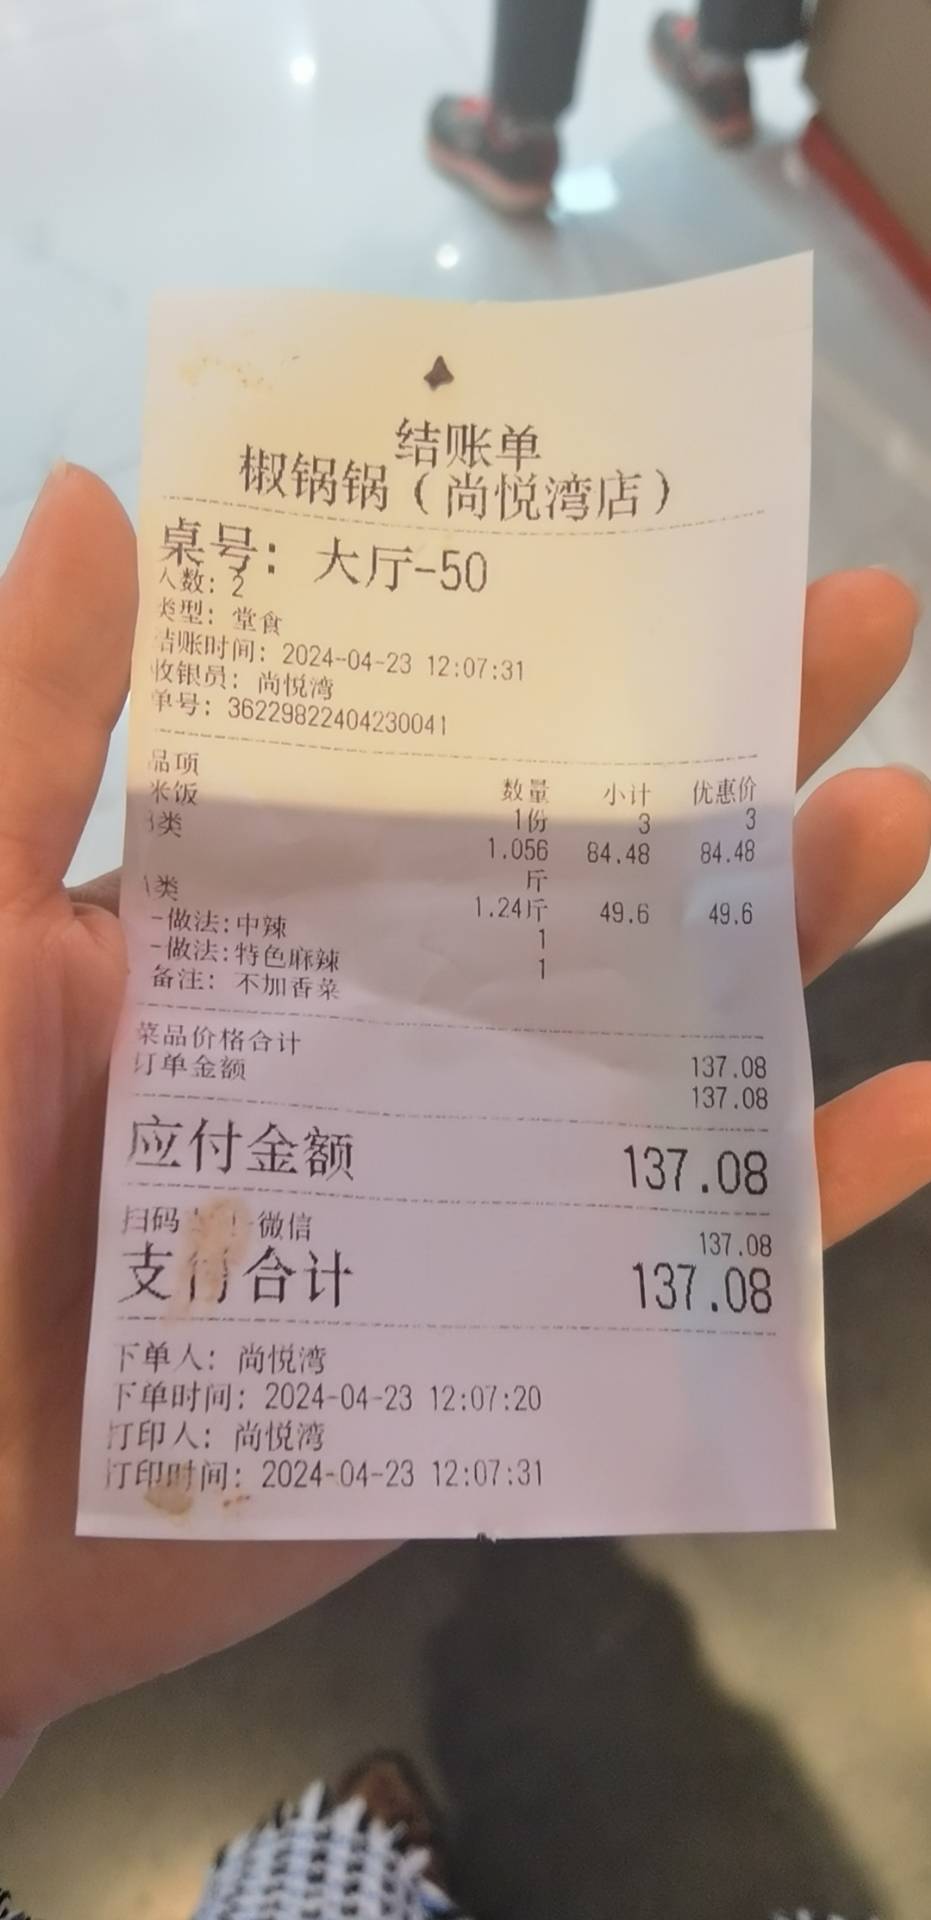 结账单
椒锅锅（尚悦湾店）
桌号：大厅-50
人数：2
类型：堂食
结账时间：2024-04-23 12:07:31
收银员：尚悦湾
单号：36229822404230041
品项 数量 小计 优惠价
米饭 1份 3 3
B类 1.056斤 84.48 84.48
A类 1.24斤 49.6 49.6
-做法:中辣 1
-做法:特色麻辣 1
备注：不加香菜
菜品价格合计 137.08
订单金额 137.08
应付金额 137.08
扫码 微信 137.08
支付合计 137.08
下单人：尚悦湾
下单时间：2024-04-23 12:07:20
打印人：尚悦湾
打印时间：2024-04-23 12:07:31